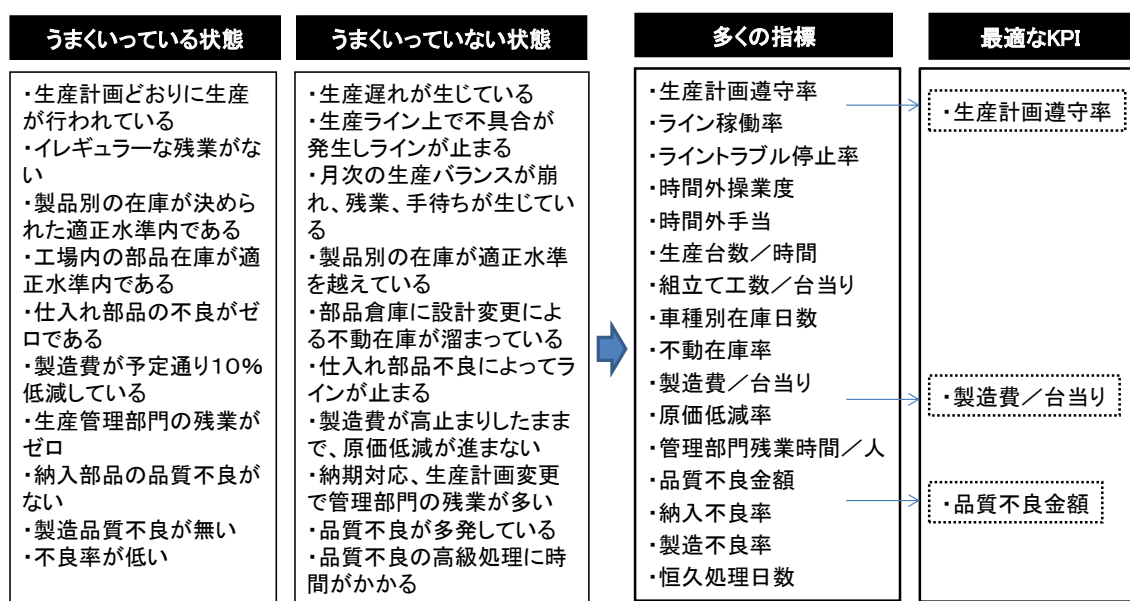 うまくいっている状態
・生産計画どおりに生産
が行われている
・イレギュラーな残業がな
い
・製品別の在庫が決めら
れた適正水準内である
・工場内の部品在庫が適
正水準内である
・仕入れ部品の不良がゼ
ロである
・製造費が予定通り10%
低減している
・生産管理部門の残業が
ゼロ
・納入部品の品質不良が
ない
・製造品質不良が無い
・不良率が低い
うまくいっていない状態
・生産遅れが生じている
・生産ライン上で不具合が
発生しラインが止まる
・月次の生産バランスが崩
れ、残業、手待ちが生じてい
る
・製品別の在庫が適正水準
を越えている
・部品倉庫に設計変更によ
る不動在庫が溜まっている
・仕入れ部品不良によってラ
インが止まる
・製造費が高止まりしたまま
で、原価低減が進まない
・納期対応、生産計画変更
で管理部門の残業が多い
・品質不良が多発している
・品質不良の高級処理に時
間がかかる
多くの指標
・生産計画遵守率
・ライン稼働率
・ライントラブル停止率
・時間外操業度
・時間外手当
・生産台数／時間
・組立て工数／台当り
・車種別在庫日数
・不動在庫率
・製造費／台当り
・原価低減率
・管理部門残業時間／人
・品質不良金額
・納入不良率
・製造不良率
・恒久処理日数
最適なKPI
・生産計画遵守率
・製造費／台当り
・品質不良金額